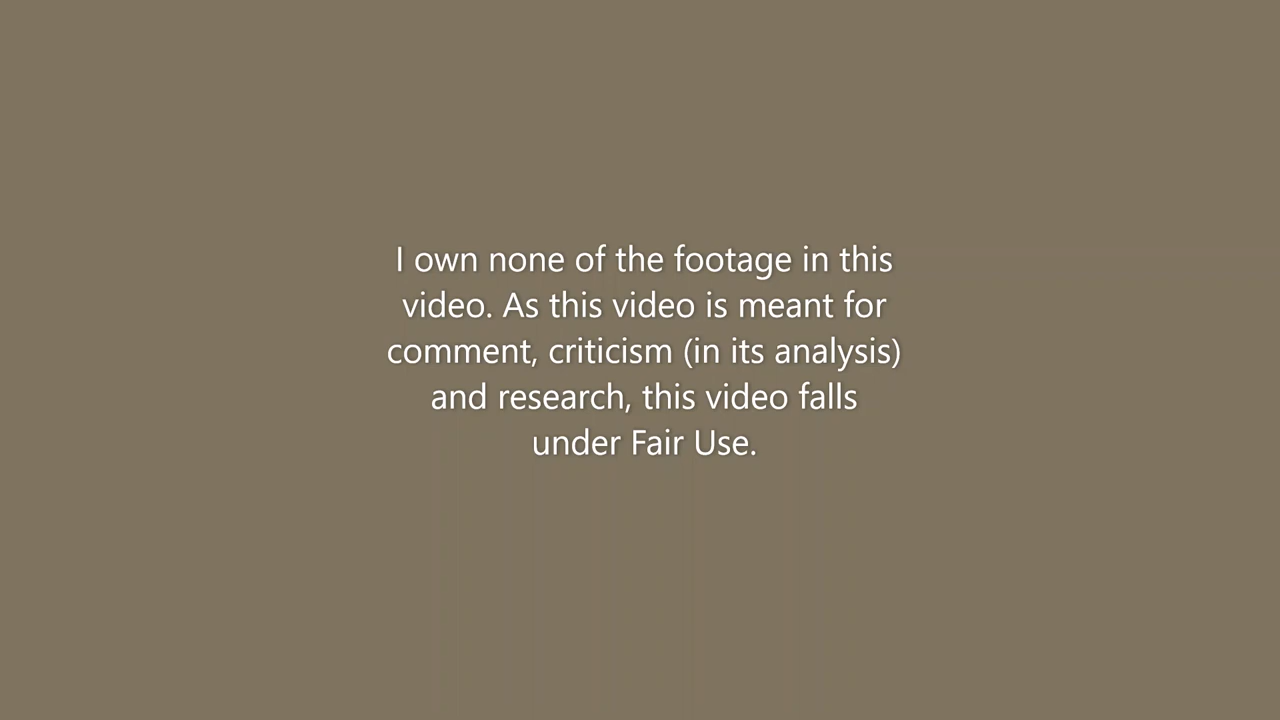 I own none of the footage in this
video. As this video is meant for
comment, criticism (in its analysis)
and research, this video falls
under Fair Use.